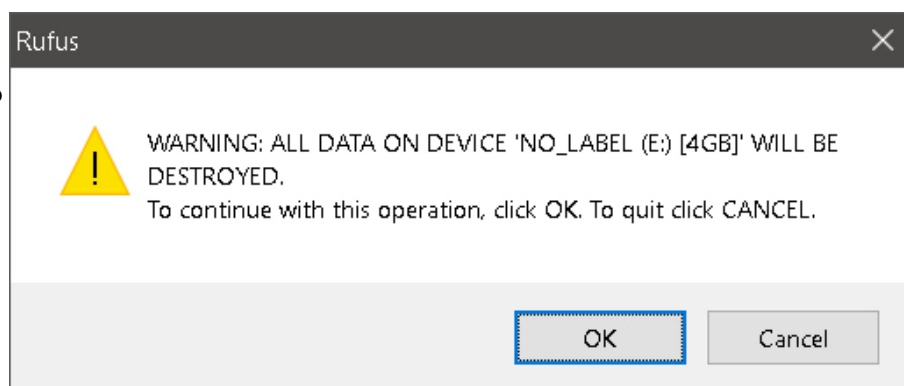 Rufus
WARNING: ALL DATA ON DEVICE 'NO_LABEL (E:) [4GB]' WILL BE
DESTROYED.
To continue with this operation, click OK. To quit click CANCEL.
OK
Cancel